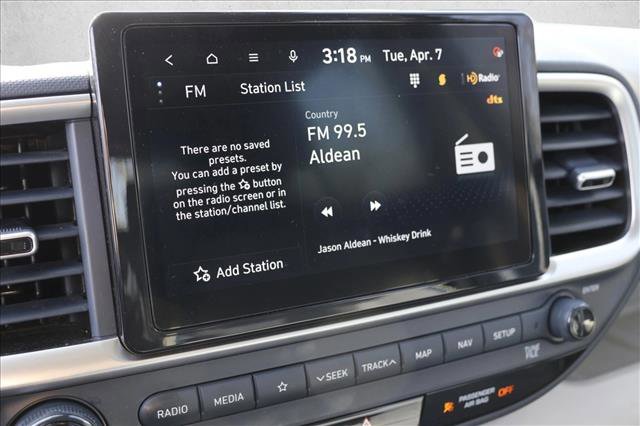 3:18 PM Tue, Apr. 7
FM Station List
HD Radio
dts
Country
FM 99.5
Aldean
There are no saved
presets.
You can add a preset by
pressing the button
on the radio screen or in
the station/channel list.
Jason Aldean - Whiskey Drink
Add Station
ENTER
RADIO MEDIA SEEK TRACK MAP NAV SETUP
TUNE
FILE
PASSENGER
AIR BAG OFF